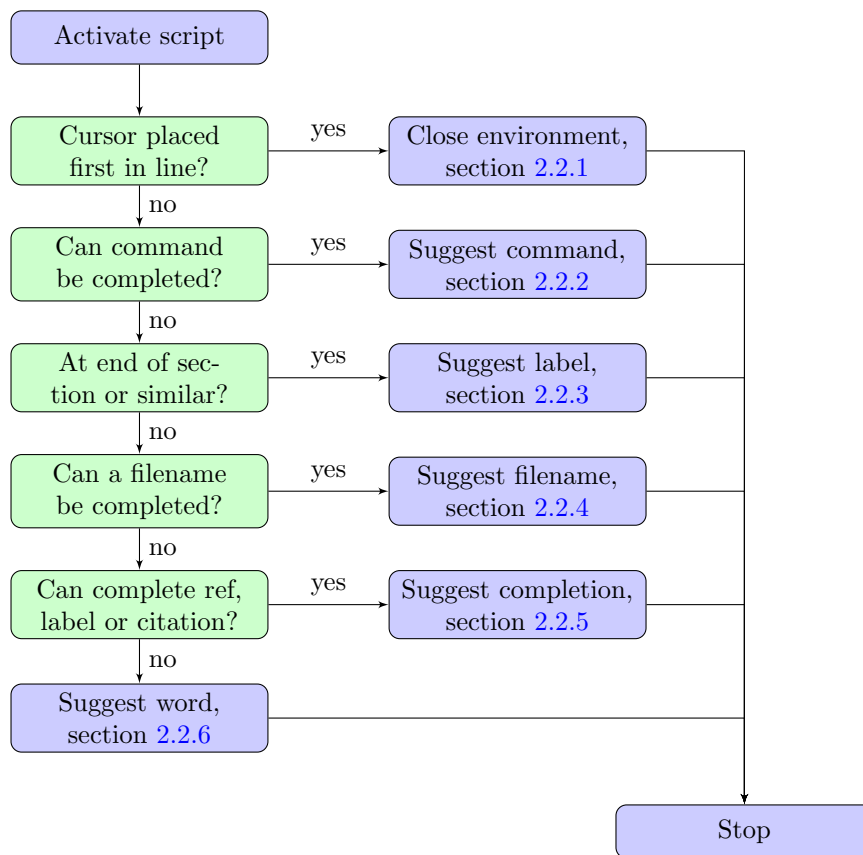 Activate script
Cursor placed
first in line?
yes
Close environment,
section 2.2.1
no
Can command
be completed?
yes
Suggest command,
section 2.2.2
no
At end of sec-
tion or similar?
yes
Suggest label,
section 2.2.3
no
Can a filename
be completed?
yes
Suggest filename,
section 2.2.4
no
Can complete ref,
label or citation?
yes
Suggest completion,
section 2.2.5
no
Suggest word,
section 2.2.6
Stop